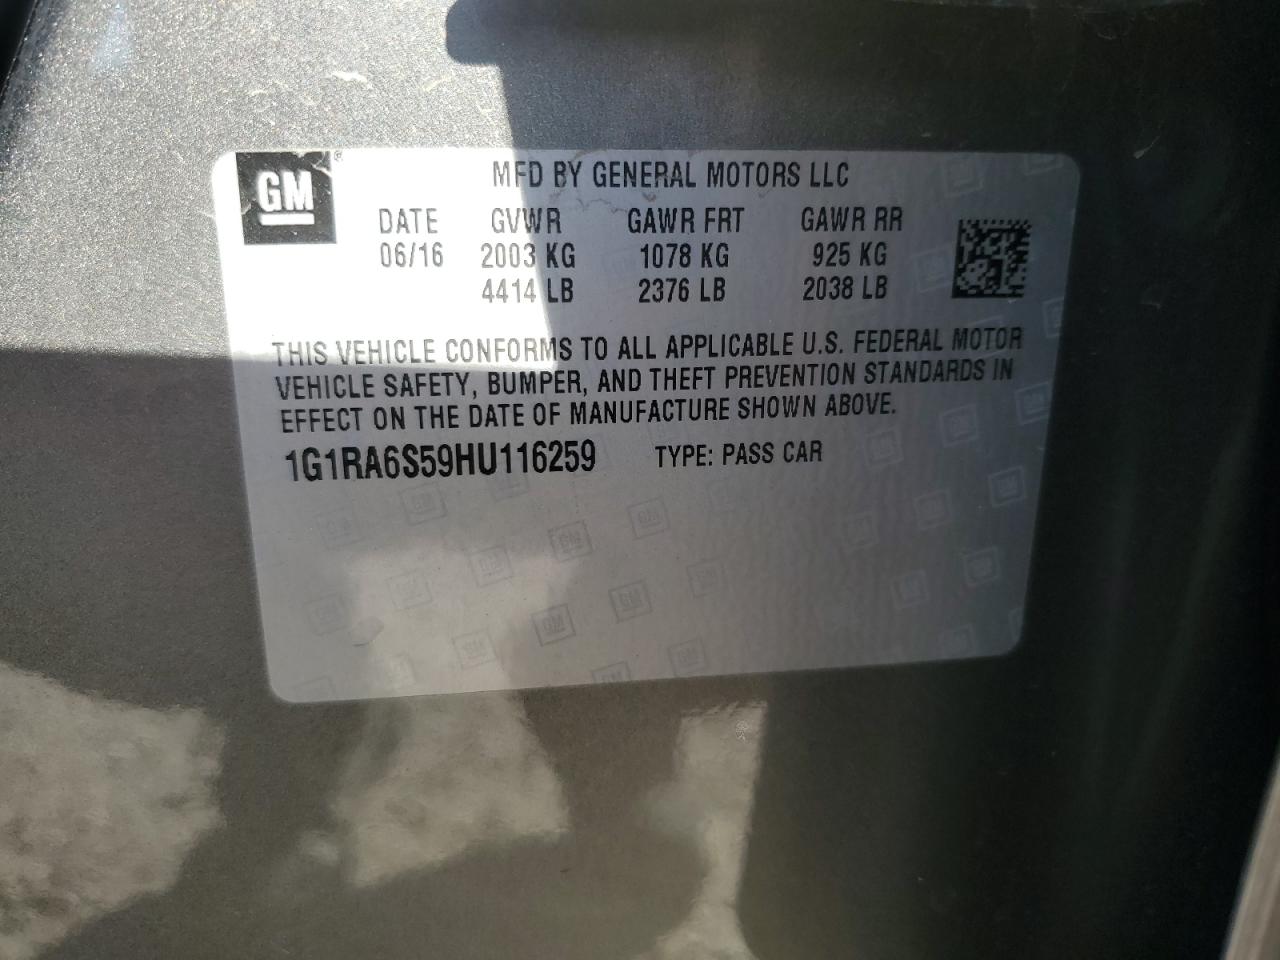 GM
MFD BY GENERAL MOTORS LLC
DATE GVWR GAWR FRT GAWR RR
06/16 2003 KG 1078 KG 925 KG
4414 LB 2376 LB 2038 LB
THIS VEHICLE CONFORMS TO ALL APPLICABLE U.S. FEDERAL MOTOR
VEHICLE SAFETY, BUMPER, AND THEFT PREVENTION STANDARDS IN
EFFECT ON THE DATE OF MANUFACTURE SHOWN ABOVE.
1G1RA6S59HU116259 TYPE: PASS CAR